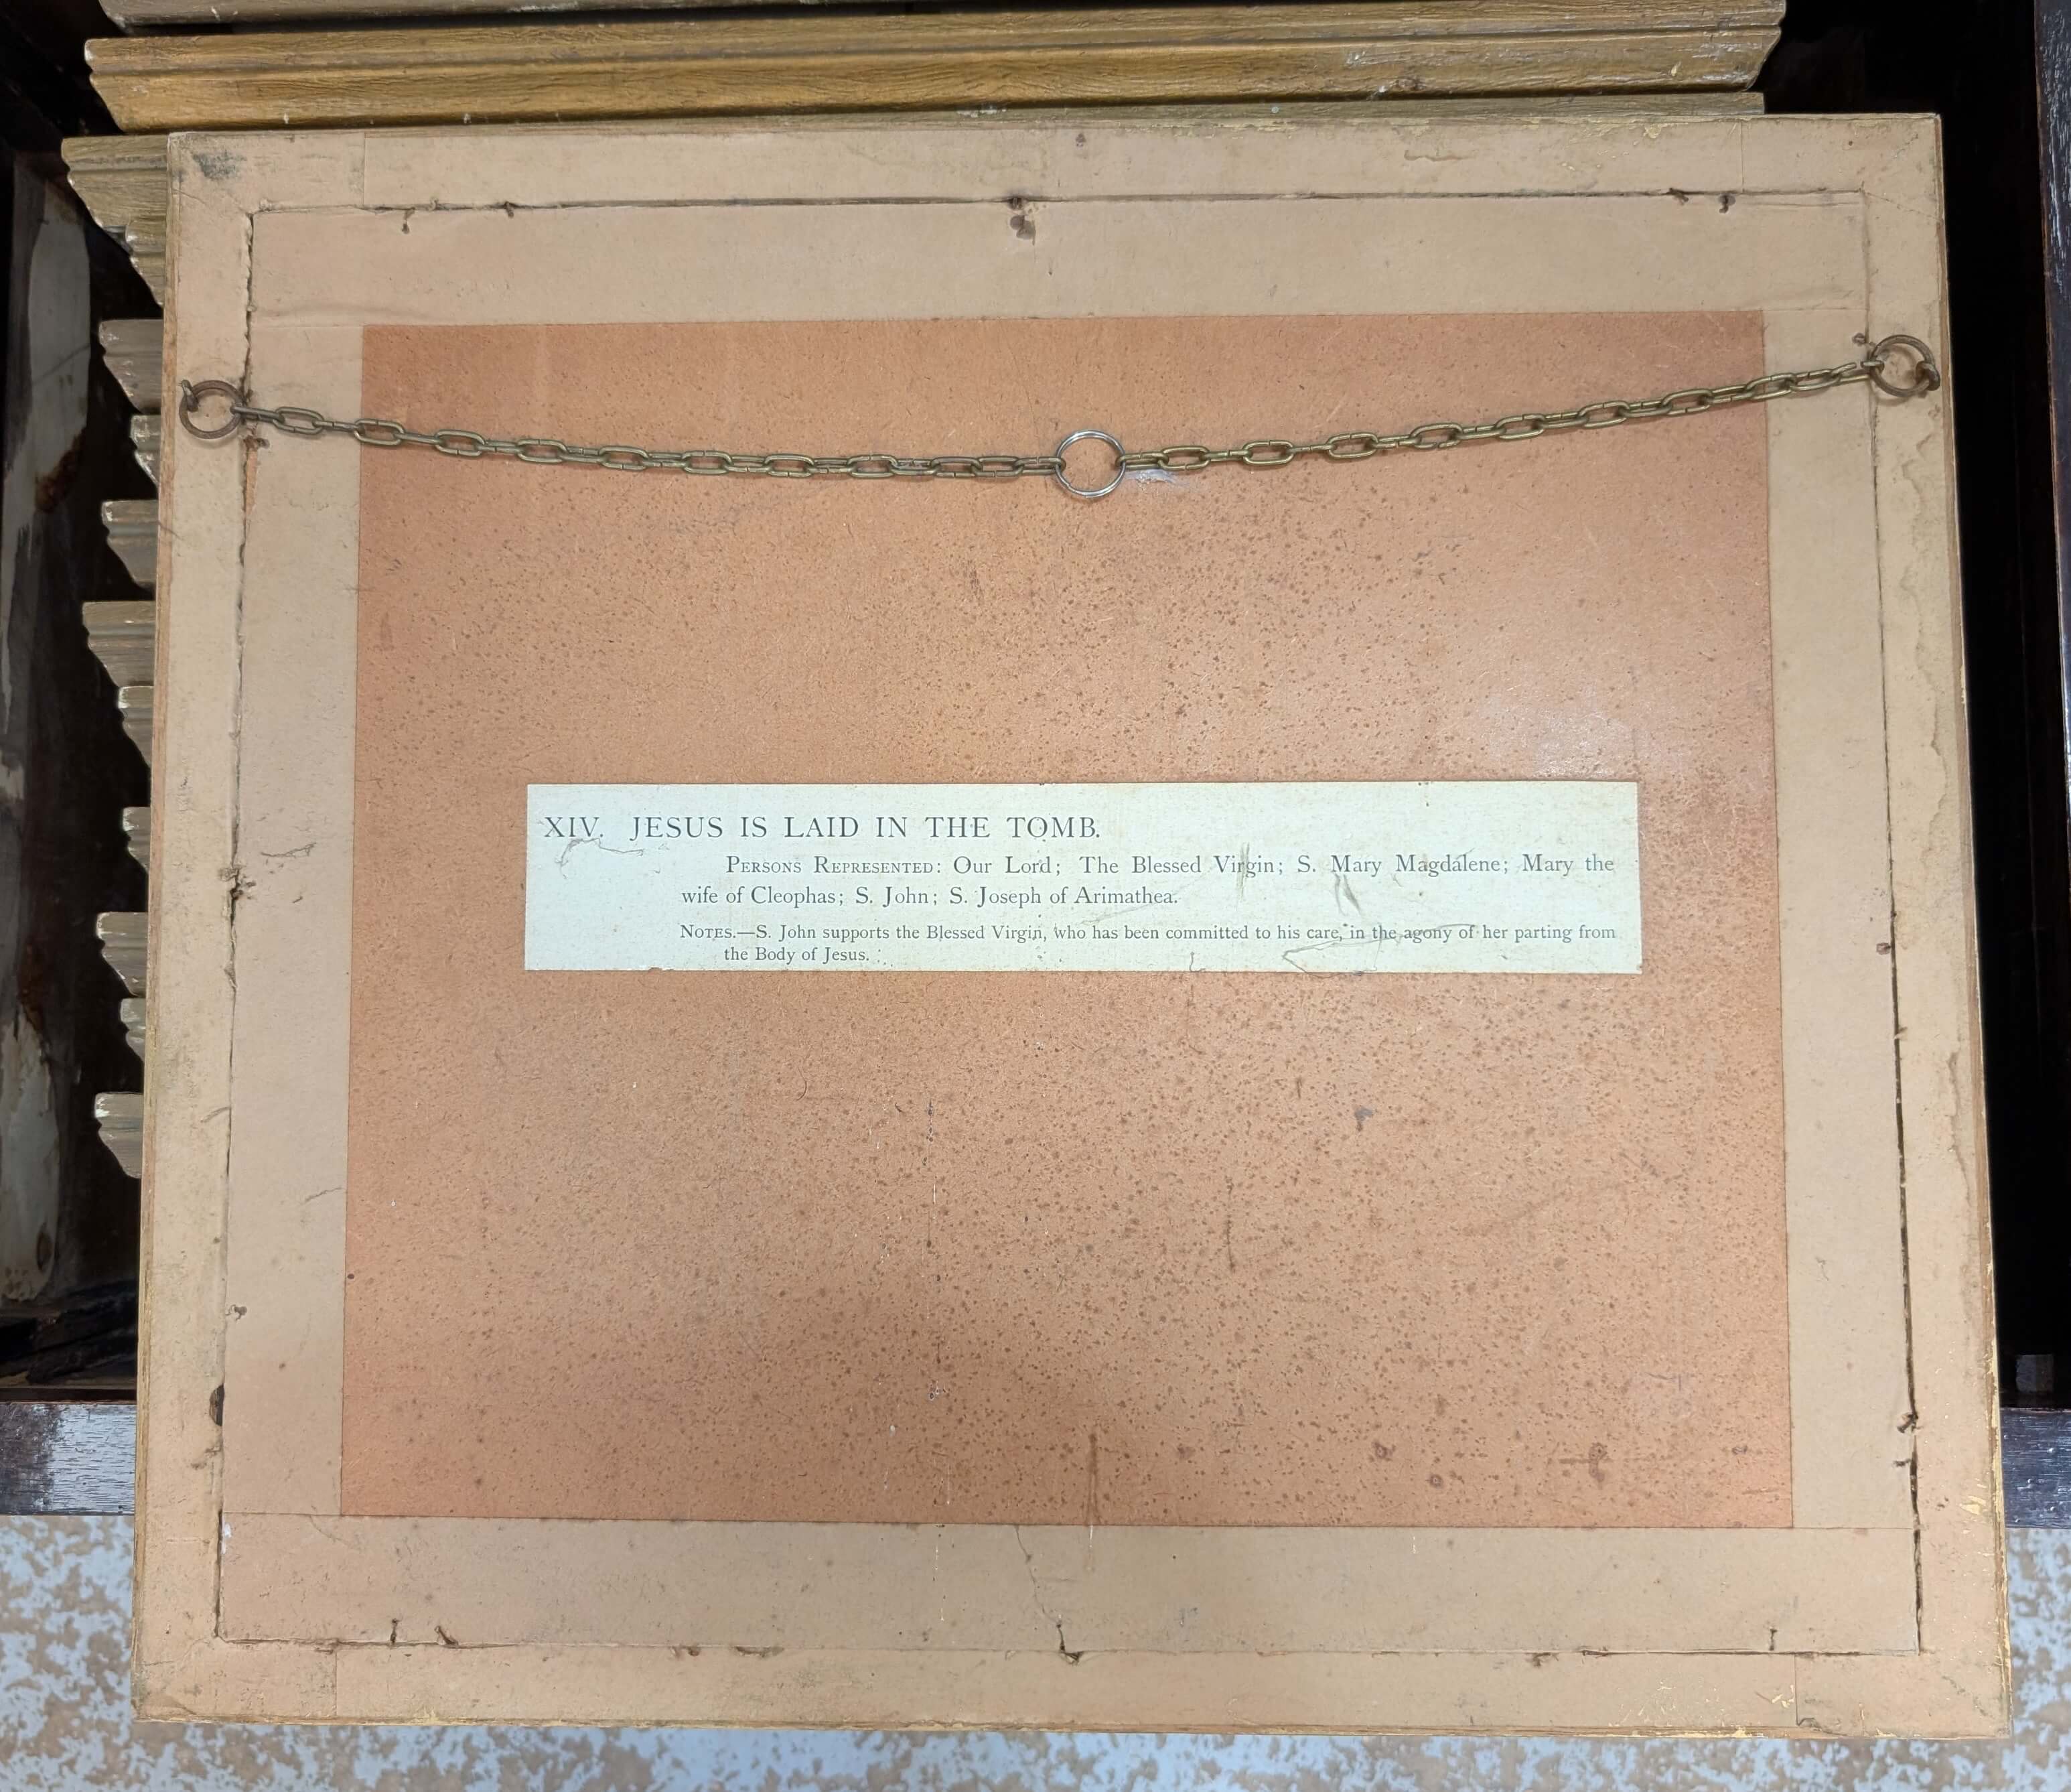 XIV. JESUS IS LAID IN THE TOMB.
PERSONS REPRESENTED: Our Lord; The Blessed Virgin; S. Mary Magdalene; Mary the
wife of Cleophas; S. John; S. Joseph of Arimathea.
NOTES.—S. John supports the Blessed Virgin, who has been committed to his care, in the agony of her parting from
the Body of Jesus.